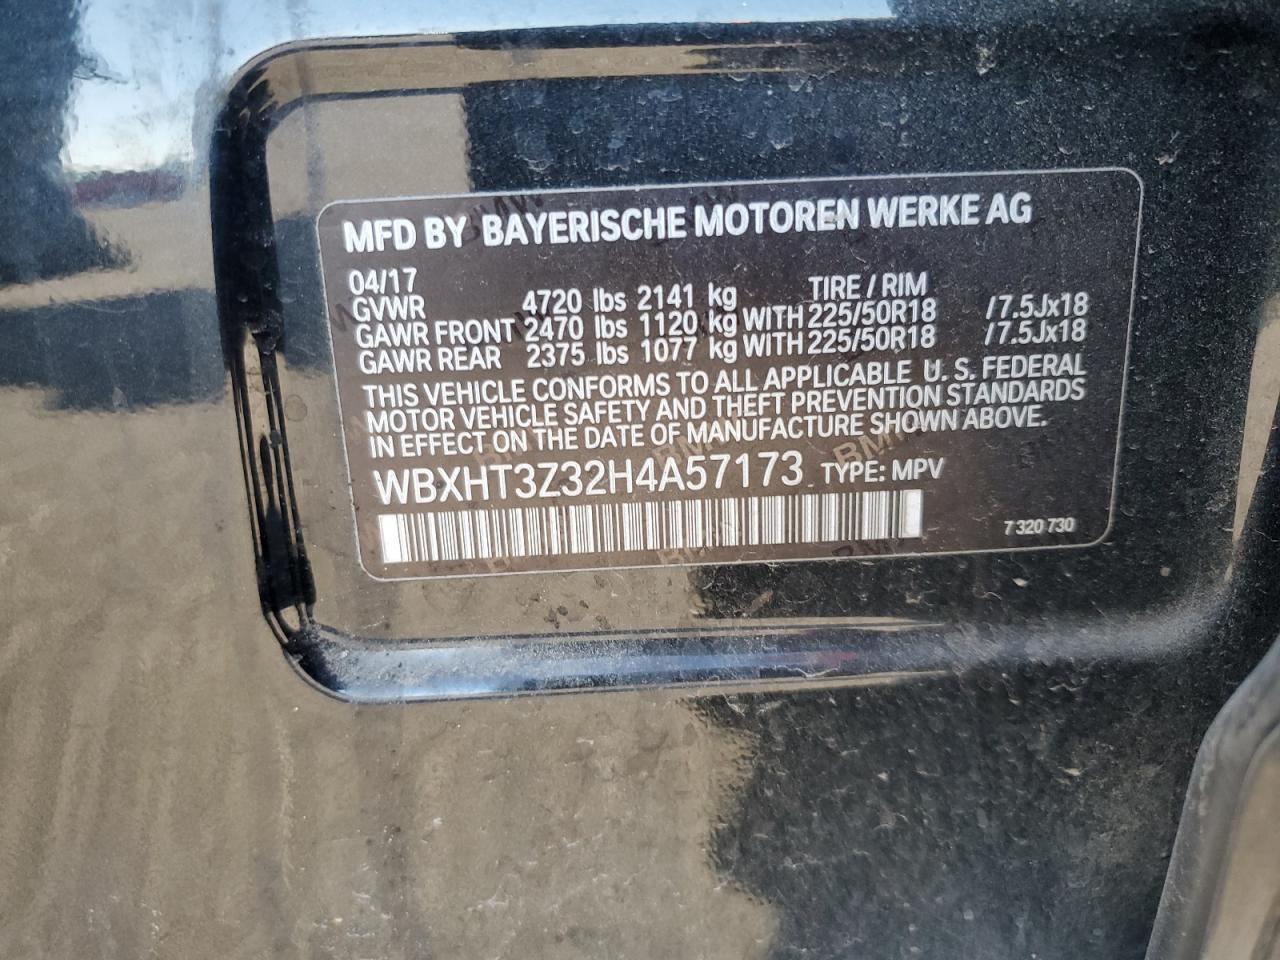 MFD BY BAYERISCHE MOTOREN WERKE AG
04/17 TIRE / RIM
GVWR 4720 lbs 2141 kg
GAWR FRONT 2470 lbs 1120 kg WITH 225/50R18 /7.5Jx18
GAWR REAR 2375 lbs 1077 kg WITH 225/50R18 /7.5Jx18
THIS VEHICLE CONFORMS TO ALL APPLICABLE U. S. FEDERAL
MOTOR VEHICLE SAFETY AND THEFT PREVENTION STANDARDS
IN EFFECT ON THE DATE OF MANUFACTURE SHOWN ABOVE.
WBXHT3Z32H4A57173 TYPE: MPV
7 320 730